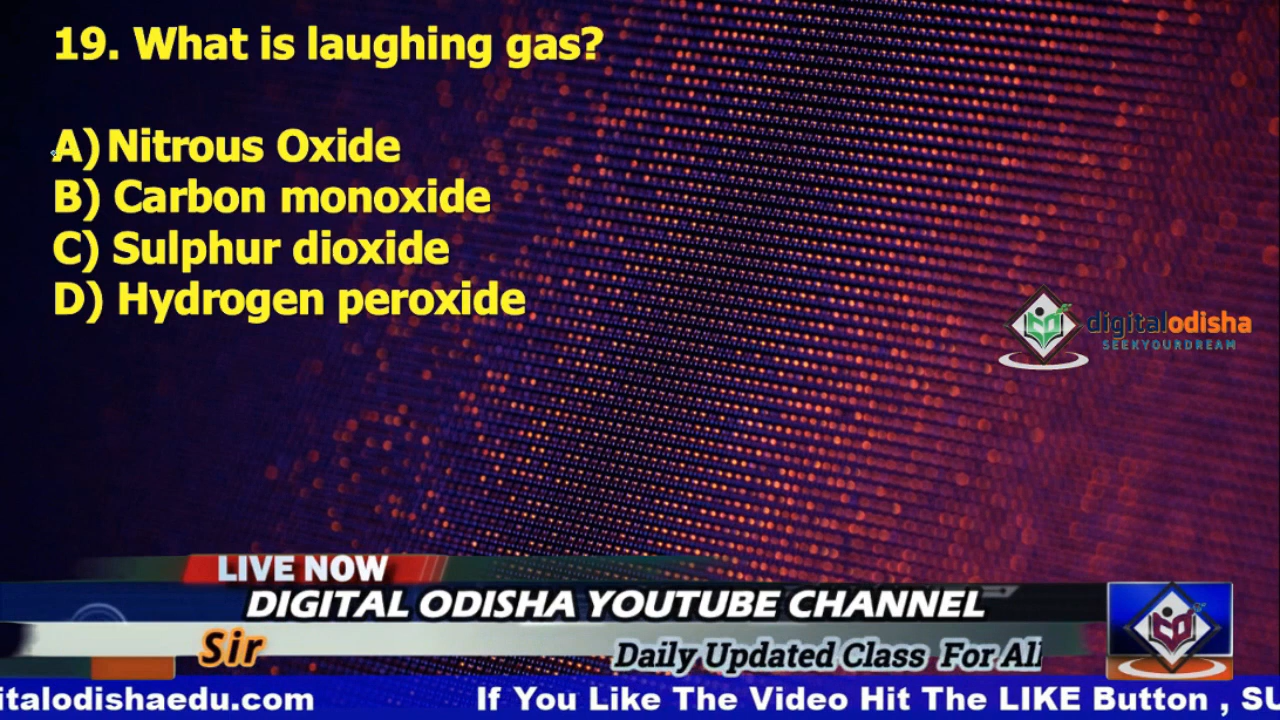 19. What is laughing gas?
A) Nitrous Oxide
B) Carbon monoxide
C) Sulphur dioxide
D) Hydrogen peroxide
digitalodisha
SEEKYOURDREAM
LIVE NOW
DIGITAL ODISHA YOUTUBE CHANNEL
Sir
Daily Updated Class For All
italodishaedu.com If You Like The Video Hit The LIKE Button , SU